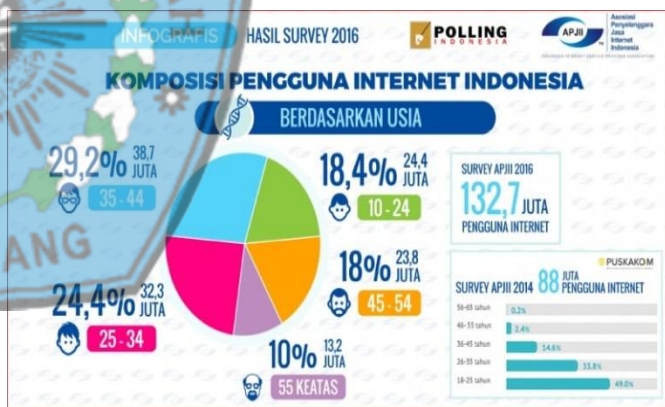 INFOGRAFIS HASIL SURVEY 2016
POLLING
INDONESIA
APJII
Asosiasi
Penyelenggara
Jasa
Internet
Indonesia
KOMPOSISI PENGGUNA INTERNET INDONESIA
BERDASARKAN USIA
29,2% 38,7 JUTA
35-44
18,4% 24,4 JUTA
10-24
24,4% 32,3 JUTA
25-34
18% 23,8 JUTA
45-54
10% 13,2 JUTA
55 KEATAS
ANG
SURVEY APJII 2016
132,7 JUTA
PENGGUNA INTERNET
PUSKAKOM
SURVEY APJII 2014 88 JUTA PENGGUNA INTERNET
56-65 tahun 0.2%
46-55 tahun 2.4%
36-45 tahun 14.6%
26-35 tahun 33.8%
18-25 tahun 49.0%